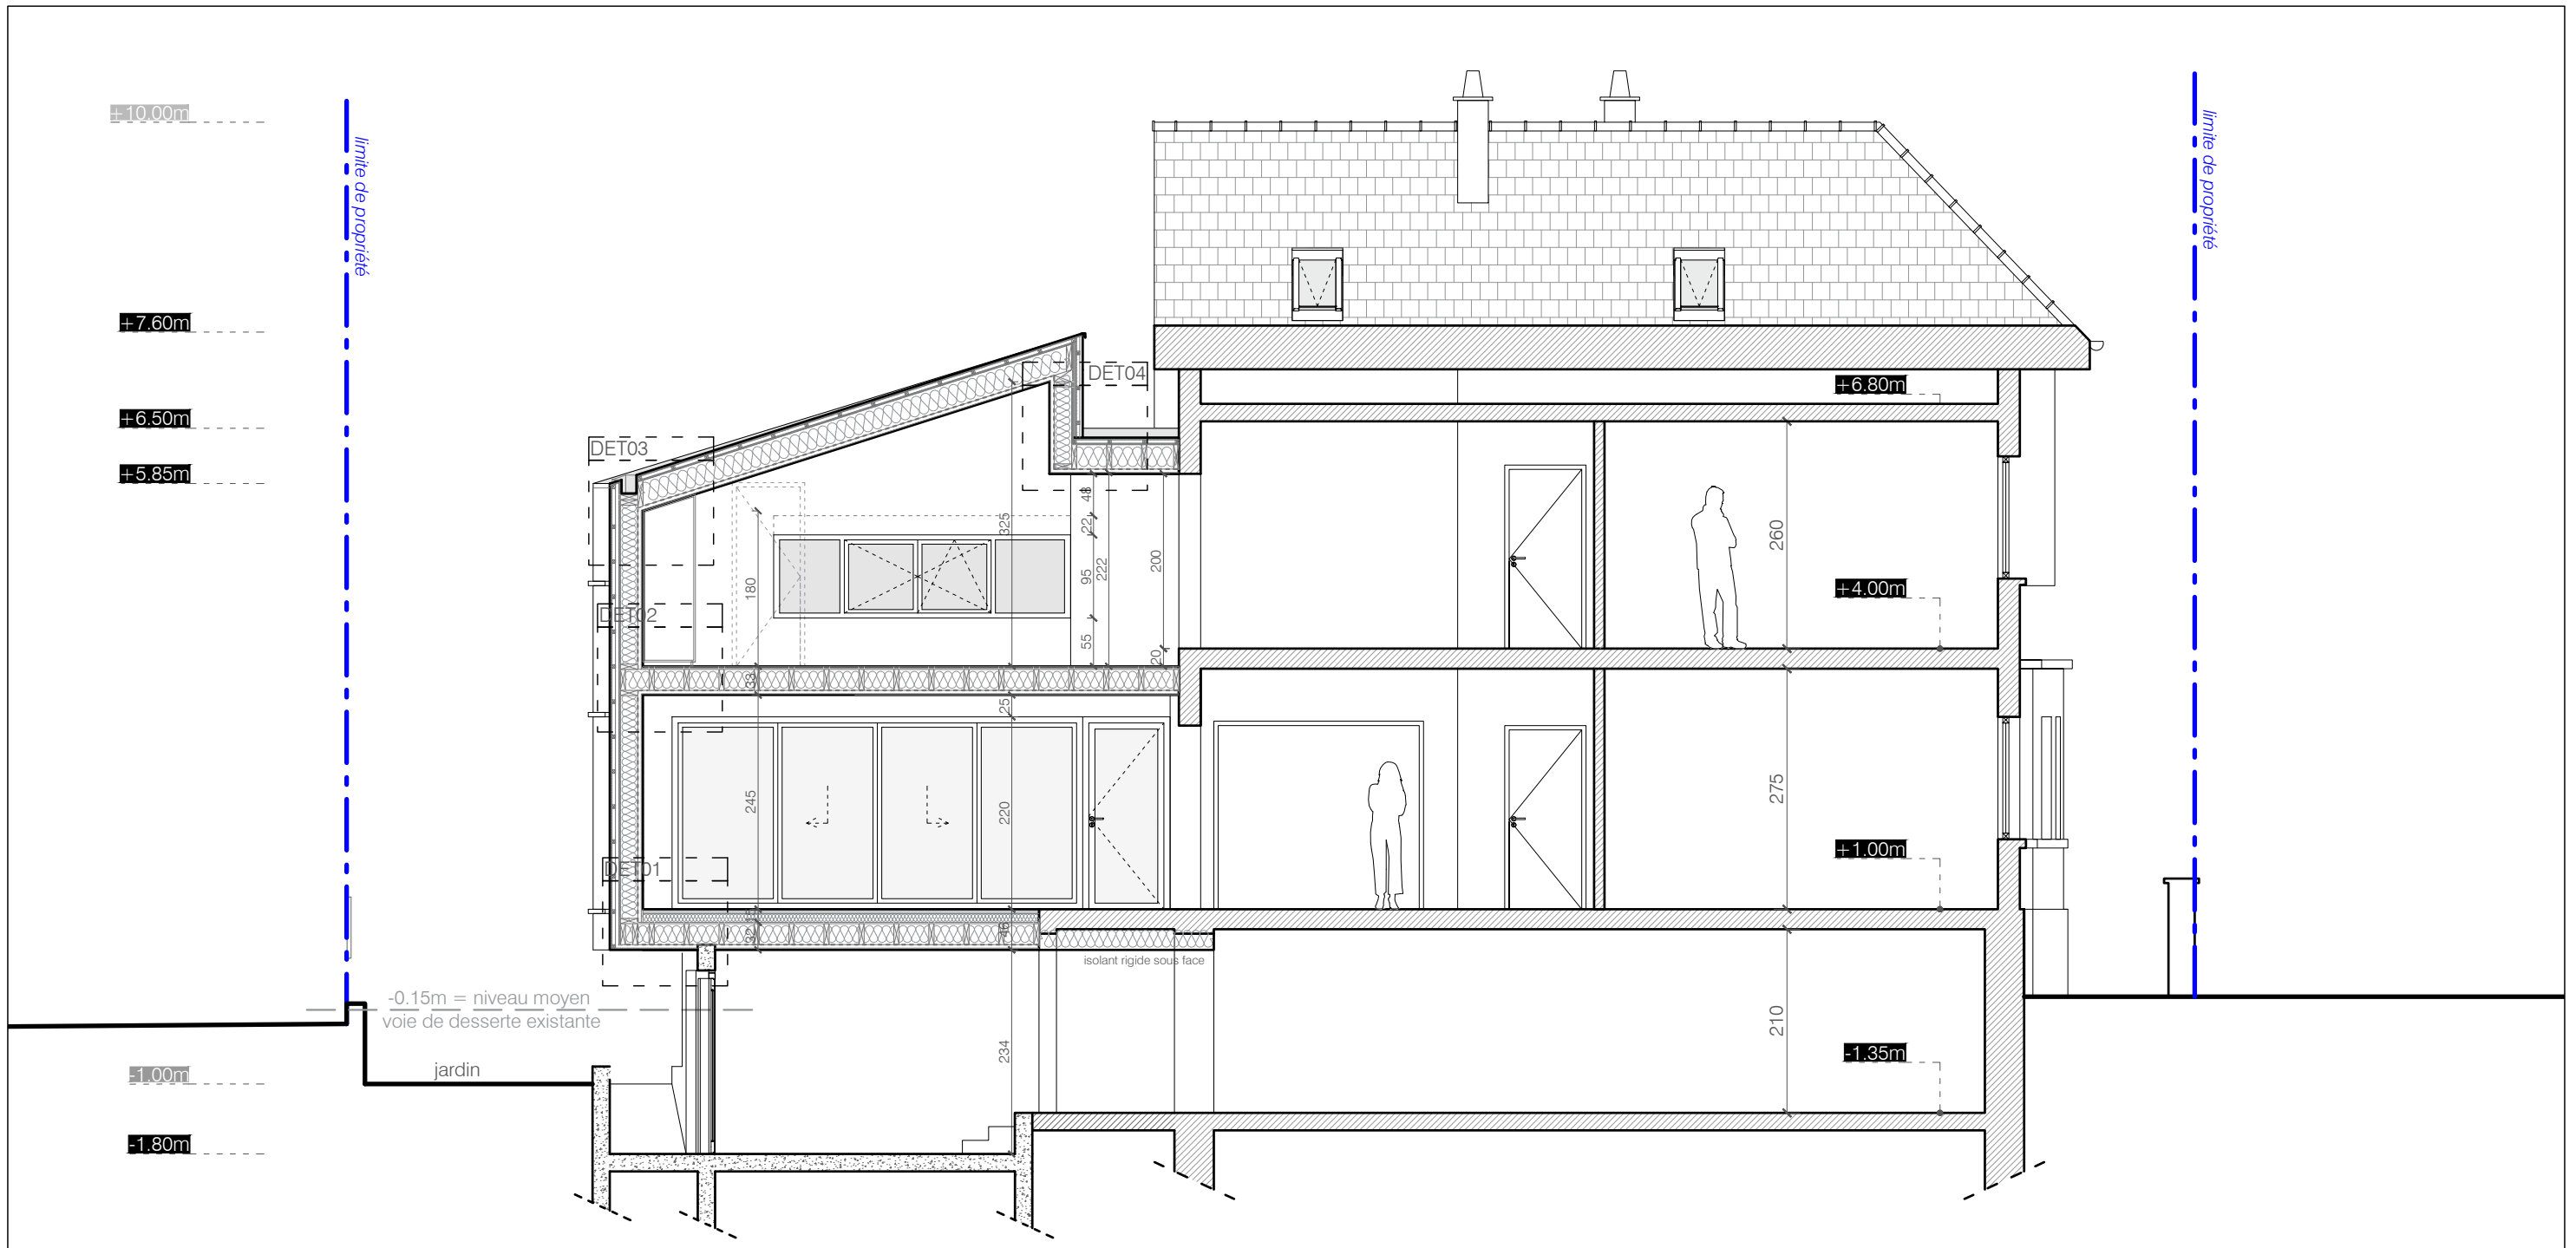 +10.00m
limite de propriété
limite de propriété
+7.60m
DET04
+6.80m
+6.50m
DET03
+5.85m
48
22
325
95
222
200
260
180
+4.00m
DET02
55
20
33
25
245
220
275
+1.00m
DET01
32
46
isolant rigide sous face
-0.15m = niveau moyen
voie de desserte existante
210
234
-1.35m
jardin
-1.00m
-1.80m